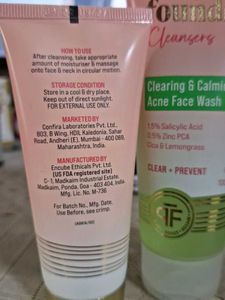 HOW TO USE
After cleansing, take appropriate
amount of moisturiser & massage
onto face & neck in circular motion.
STORAGE CONDITION
Store in a cool & dry place.
Keep out of direct sunlight.
FOR EXTERNAL USE ONLY.
MARKETED BY
Confira Laboratories Pvt. Ltd.,
803, B Wing, HDIL Kaledonia, Sahar
Road, Andheri (E), Mumbai - 400 069.
Maharashtra, India.
MANUFACTURED BY
Encube Ethicals Pvt. Ltd.
(US FDA registered site)
C- 1, Madkaim Industrial Estate,
Madkaim, Ponda, Goa - 403 404, India.
Mfg. Lic. No. M-736
For Batch No., Mfg. Date,
Use Before, see crimp.
Cleansers
Clearing & Calmi
Acne Face Wash
1.5% Salicylic Acid
0.5% Zinc PCA
Cica & Lemongrass
CLEAR + PREVENT